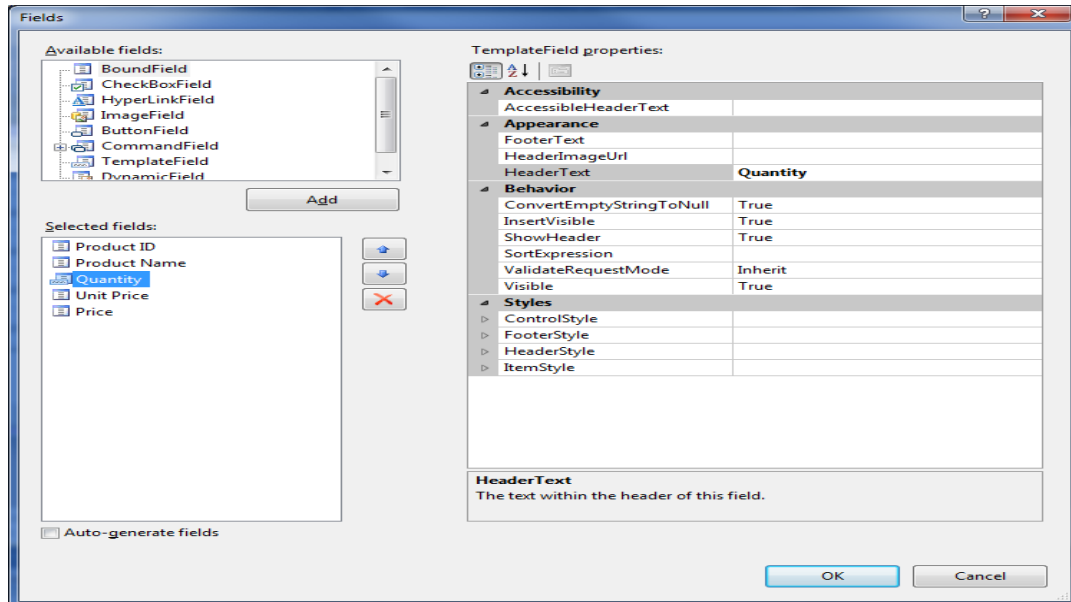 Fields
Available fields:
BoundField
CheckBoxField
HyperLinkField
ImageField
ButtonField
CommandField
TemplateField
DynamicField
Add
Selected fields:
Product ID
Product Name
Quantity
Unit Price
Price
Auto-generate fields
TemplateField properties:
Accessibility
AccessibleHeaderText
Appearance
FooterText
HeaderImageUrl
HeaderText Quantity
Behavior
ConvertEmptyStringToNull True
InsertVisible True
ShowHeader True
SortExpression
ValidateRequestMode Inherit
Visible True
Styles
ControlStyle
FooterStyle
HeaderStyle
ItemStyle
HeaderText
The text within the header of this field.
OK Cancel